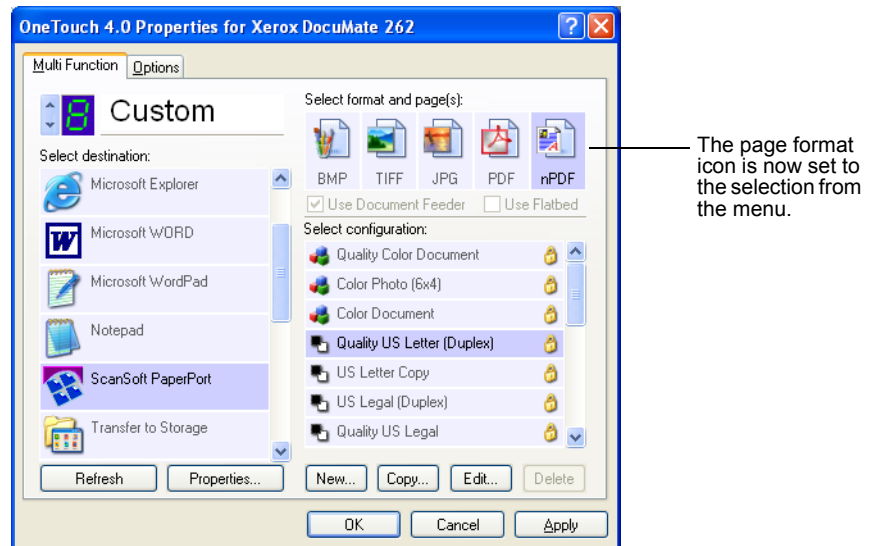 OneTouch 4.0 Properties for Xerox DocuMate 262
Multi Function
Options
8
Custom
Select destination:
Microsoft Explorer
Microsoft WORD
Microsoft WordPad
Notepad
ScanSoft PaperPort
Transfer to Storage
Refresh
Properties...
Select format and page(s):
BMP
TIFF
JPG
PDF
nPDF
Use Document Feeder
Use Flatbed
Select configuration:
Quality Color Document
Color Photo (6x4)
Color Document
Quality US Letter (Duplex)
US Letter Copy
US Legal (Duplex)
Quality US Legal
New...
Copy...
Edit...
Delete
OK
Cancel
Apply
The page format
icon is now set to
the selection from
the menu.